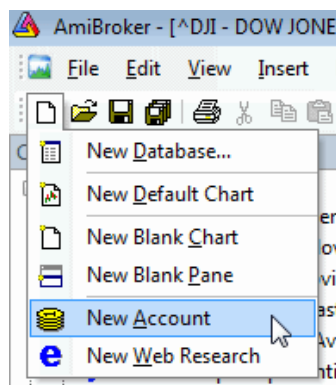 AmiBroker - [^DJI - DOW JONE
File Edit View Insert
New Database...
New Default Chart
New Blank Chart
New Blank Pane
New Account
New Web Research